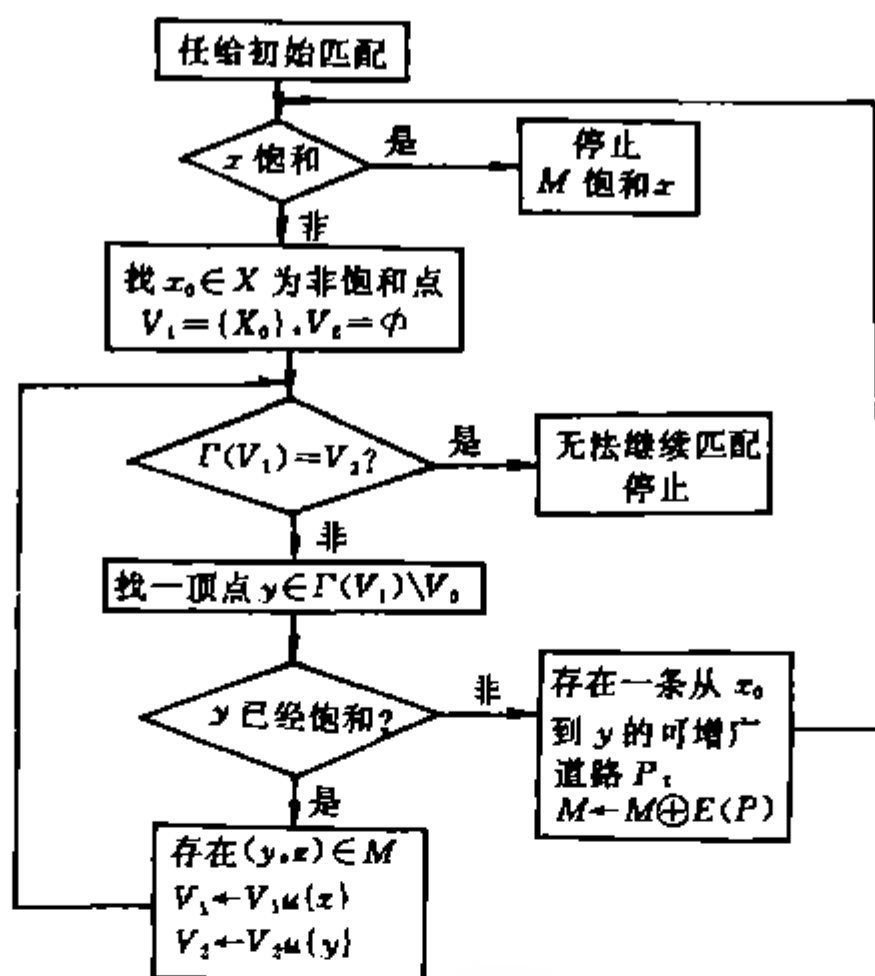 任给初始匹配
x 饱和
是
停止
M 饱和x
非
找 x₀∈X 为非饱和点
V₁={X₀}.V₂=Φ
Γ(V₁)=V₂?
是
无法继续匹配
停止
非
找一顶点 y∈Γ(V₁)\V₀
y 已经饱和?
非
存在一条从 x₀
到 y 的可增广
道路 P,
M←M⊕E(P)
是
存在(y,z)∈M
V₁←V₁∪{z}
V₂←V₂∪{y}